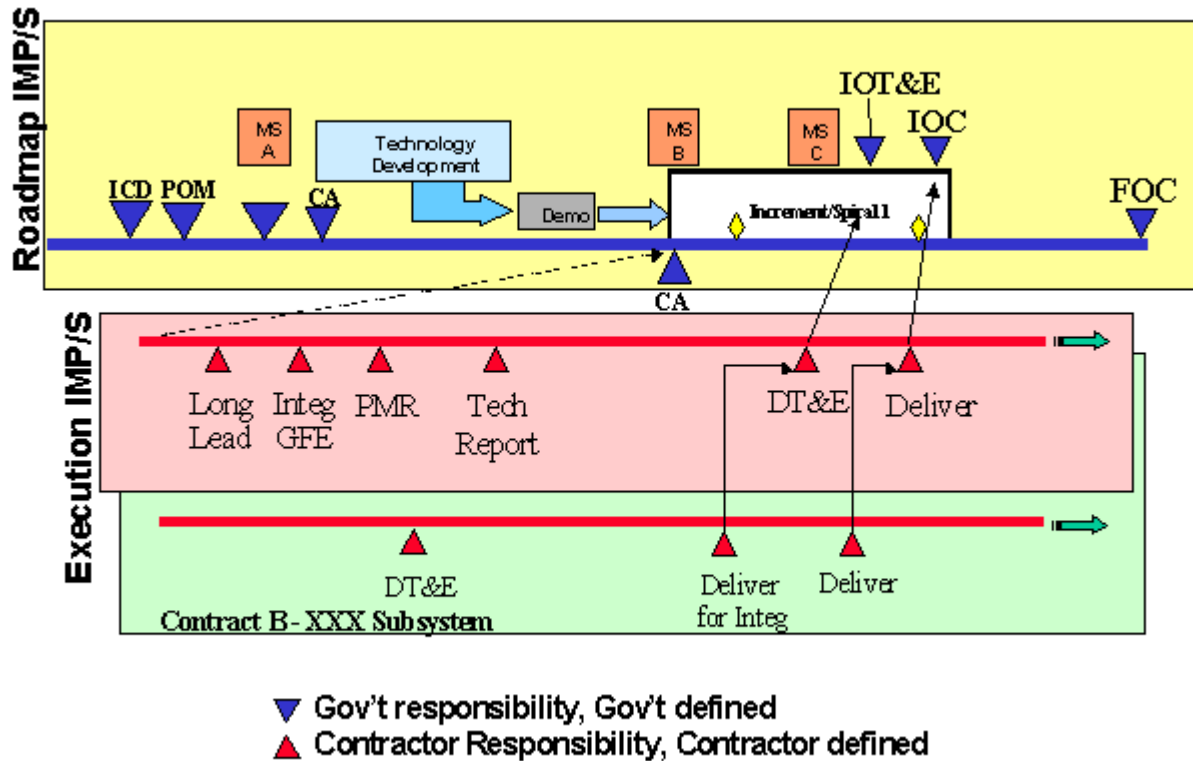 Roadmap IMP/S
IOT&E
IOC
MS
A
Technology
Development
MS
B
MS
C
ICD
POM
CA
Demo
Increment/Spiral 1
FOC
CA
Execution IMP/S
Long
Lead
Integ
GFE
PMR
Tech
Report
DT&E
Deliver
DT&E
Deliver
for Integ
Deliver
Contract B - XXX Subsystem
Gov't responsibility, Gov't defined
Contractor Responsibility, Contractor defined